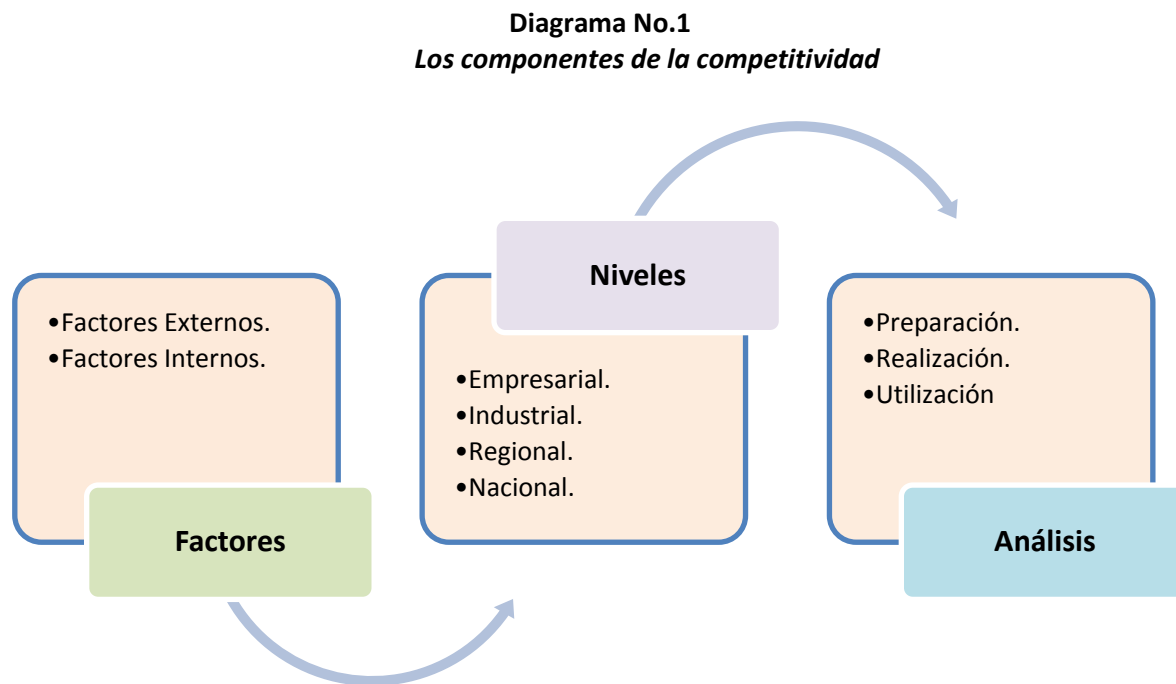 Diagrama No.1
Los componentes de la competitividad
•Factores Externos.
•Factores Internos.
Factores
Niveles
•Empresarial.
•Industrial.
•Regional.
•Nacional.
•Preparación.
•Realización.
•Utilización
Análisis